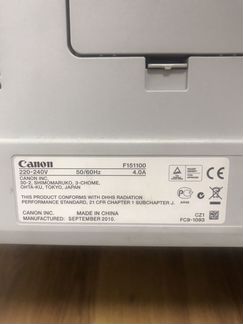 Canon F151100
220-240V 50/60Hz 4.0A
CANON INC.
30-2, SHIMOMARUKO, 3-CHOME,
OHTA-KU, TOKYO, JAPAN
THIS PRODUCT CONFORMS WITH DHHS RADIATION
PERFORMANCE STANDARD, 21 CFR CHAPTER 1 SUBCHAPTER J.
CANON INC. MADE IN CHINA CZ1
MANUFACTURED: SEPTEMBER 2010. FC9-1093